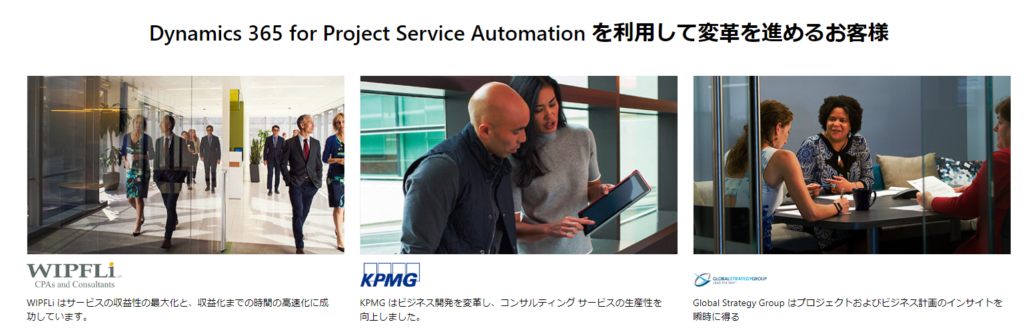 Dynamics 365 for Project Service Automation を利用して変革を進めるお客様
WIPFLi
CPAs and Consultants
WIPFLi はサービスの収益性の最大化と、収益化までの時間の高速化に成
功しています。
KPMG
KPMG はビジネス開発を変革し、コンサルティング サービスの生産性を
向上しました。
GLOBALSTRATEGYGROUP
Global Strategy Group はプロジェクトおよびビジネス計画のインサイトを
瞬時に得る